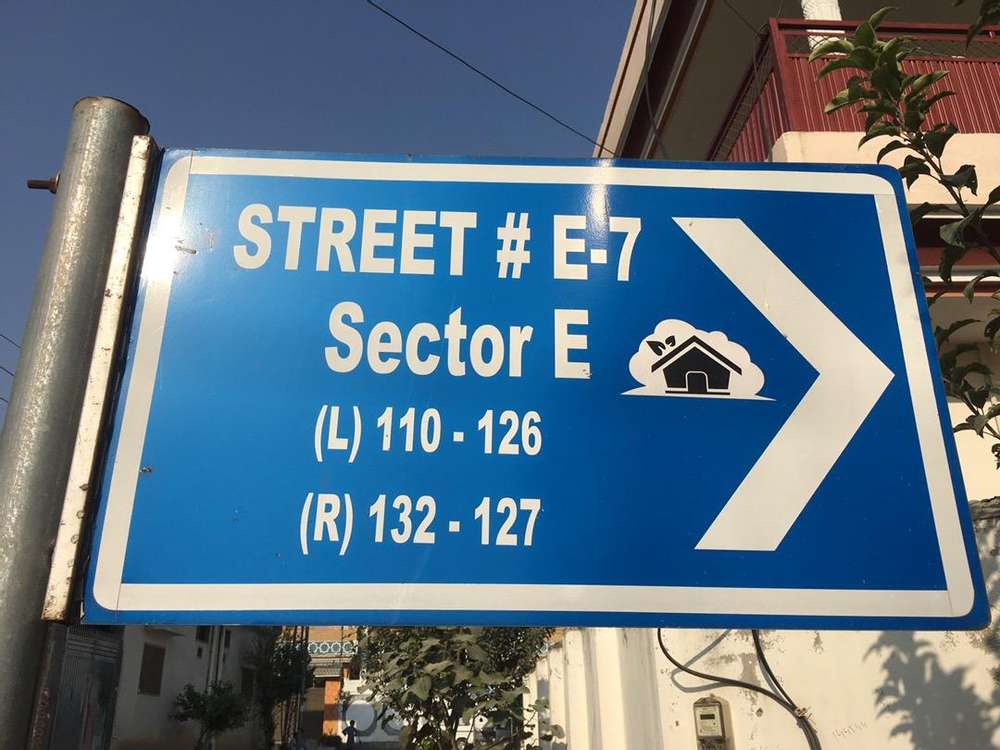 STREET # E-7
Sector E
(L) 110 - 126
(R) 132 - 127